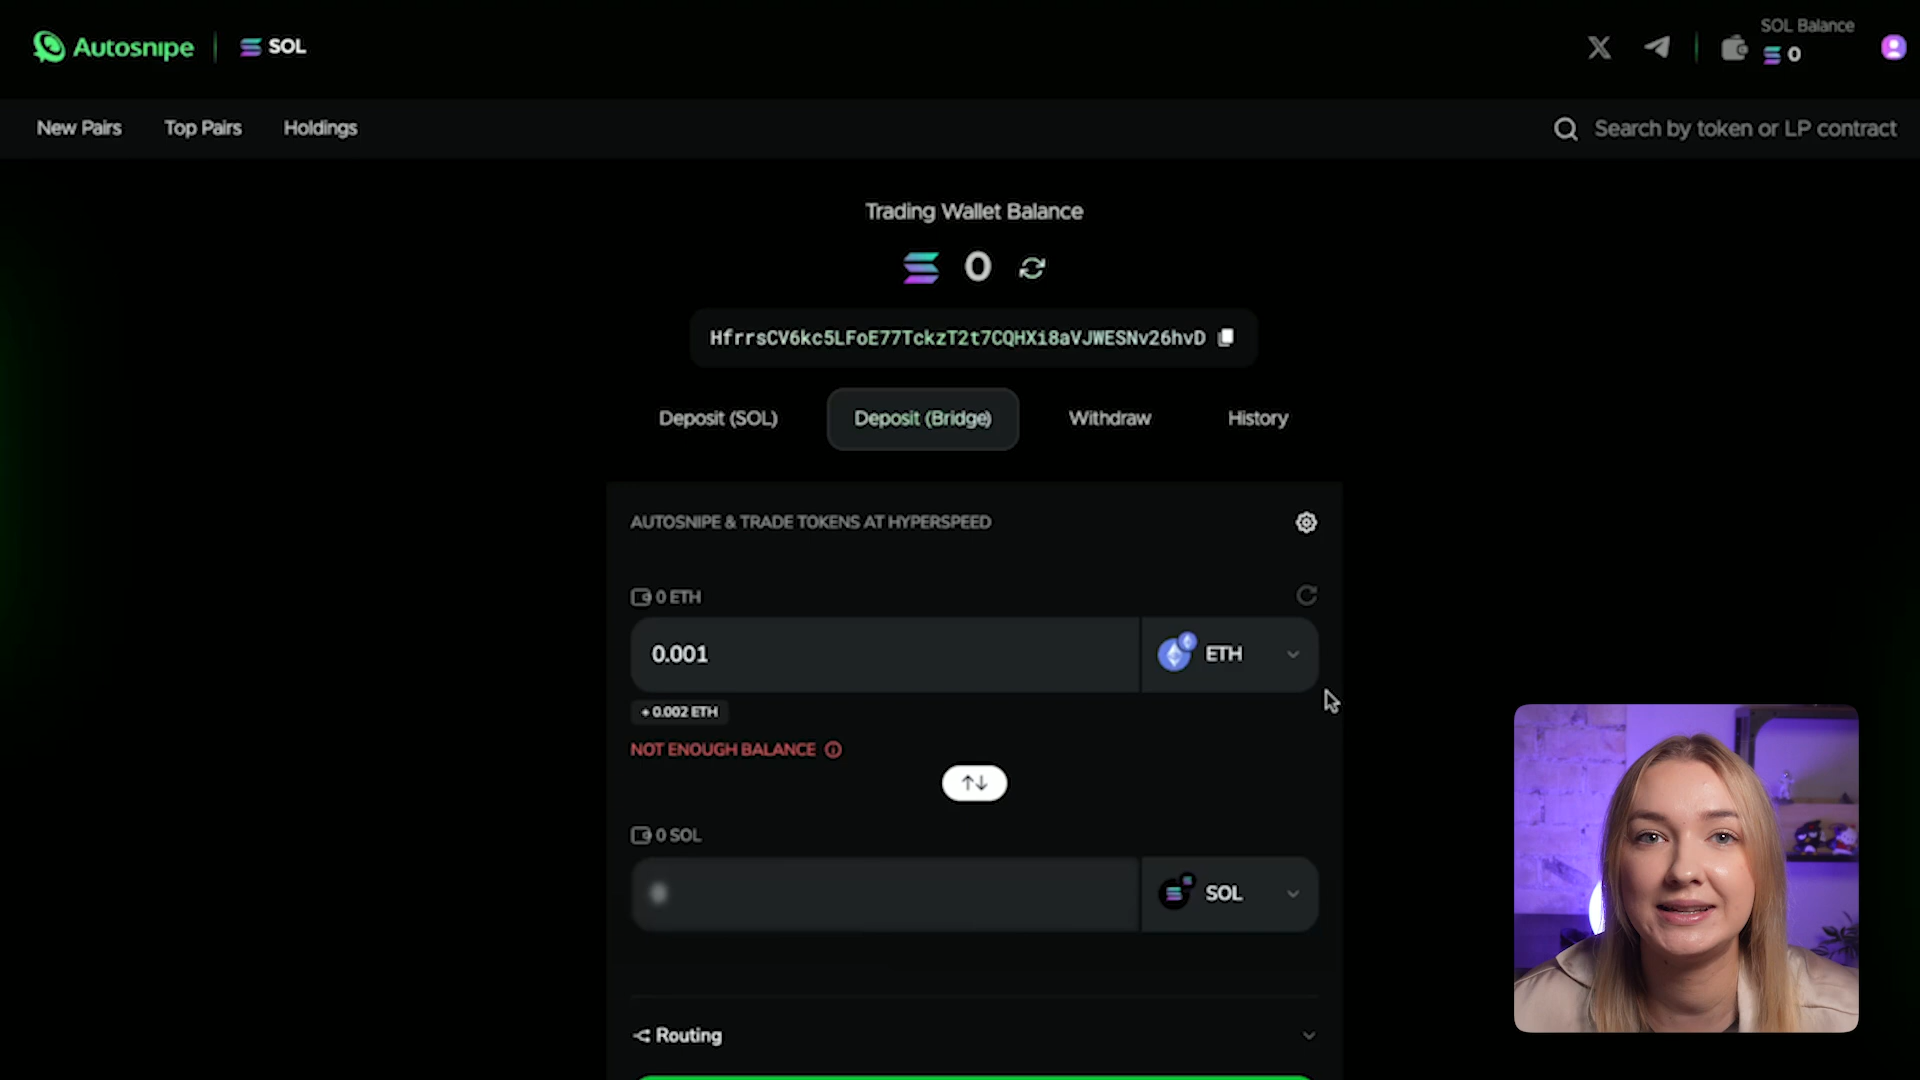 Autosnipe
SOL
SOL Balance
0
New Pairs
Top Pairs
Holdings
Search by token or LP contract
Trading Wallet Balance
0
HfrrsCV6kc5LFoE77TckzT2t7CQHXi8aVJWESNv26hvD
Deposit (SOL)
Deposit (Bridge)
Withdraw
History
AUTOSNIPE & TRADE TOKENS AT HYPERSPEED
0 ETH
0.001
ETH
+ 0.002 ETH
NOT ENOUGH BALANCE
0 SOL
SOL
Routing